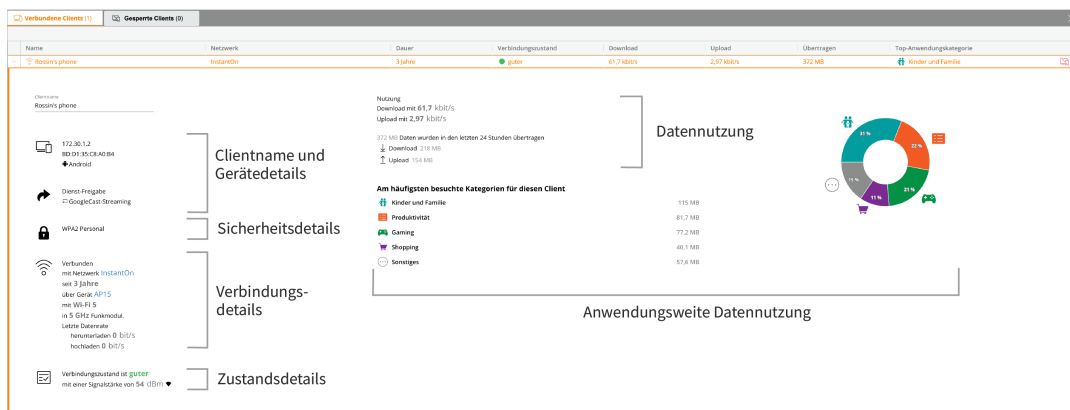 Verbundene Clients (1)
Gesperrte Clients (0)
Name Netzwerk Dauer Verbindungszustand Download Upload Übertragen Top-Anwendungskategorie
Rossin's phone InstantOn 3 Jahre guter 61,7 kbit/s 2,97 kbit/s 372 MB Kinder und Familie
Clientname
Rossin's phone
172.30.1.2
BD:D1:35:C8:A0:B4
Android
Dienst-Freigabe
GoogleCast-Streaming
Clientname und
Gerätedetails
WPA2 Personal
Sicherheitsdetails
Verbunden
mit Netzwerk InstantOn
seit 3 Jahre
über Gerät AP15
mit Wi-Fi 5
in 5 GHz Funkmodul.
Letzte Datenrate
herunterladen 0 bit/s
hochladen 0 bit/s
Verbindungs-
details
Verbindungszustand ist guter
mit einer Signalstärke von 54 dBm
Zustandsdetails
Nutzung
Download mit 61,7 kbit/s
Upload mit 2,97 kbit/s
372 MB Daten wurden in den letzten 24 Stunden übertragen
Download 218 MB
Upload 154 MB
Datennutzung
Am häufigsten besuchte Kategorien für diesen Client
Kinder und Familie 115 MB
Produktivität 81,7 MB
Gaming 77,2 MB
Shopping 40,1 MB
Sonstiges 57,6 MB
Anwendungsweite Datennutzung
31 %
22 %
21 %
11 %
11 %